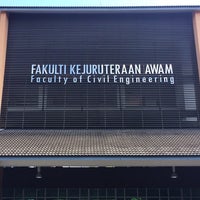 FAKULTI KEJURUTERAAN AWAM
Faculty of Civil Engineering